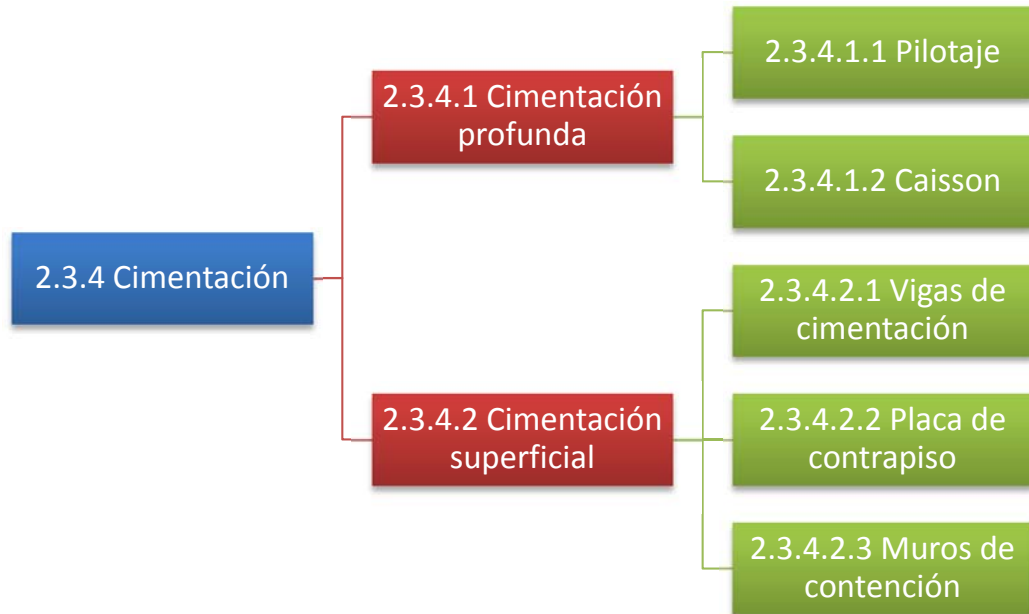 2.3.4 Cimentación
2.3.4.1 Cimentación
profunda
2.3.4.1.1 Pilotaje
2.3.4.1.2 Caisson
2.3.4.2 Cimentación
superficial
2.3.4.2.1 Vigas de
cimentación
2.3.4.2.2 Placa de
contrapiso
2.3.4.2.3 Muros de
contención